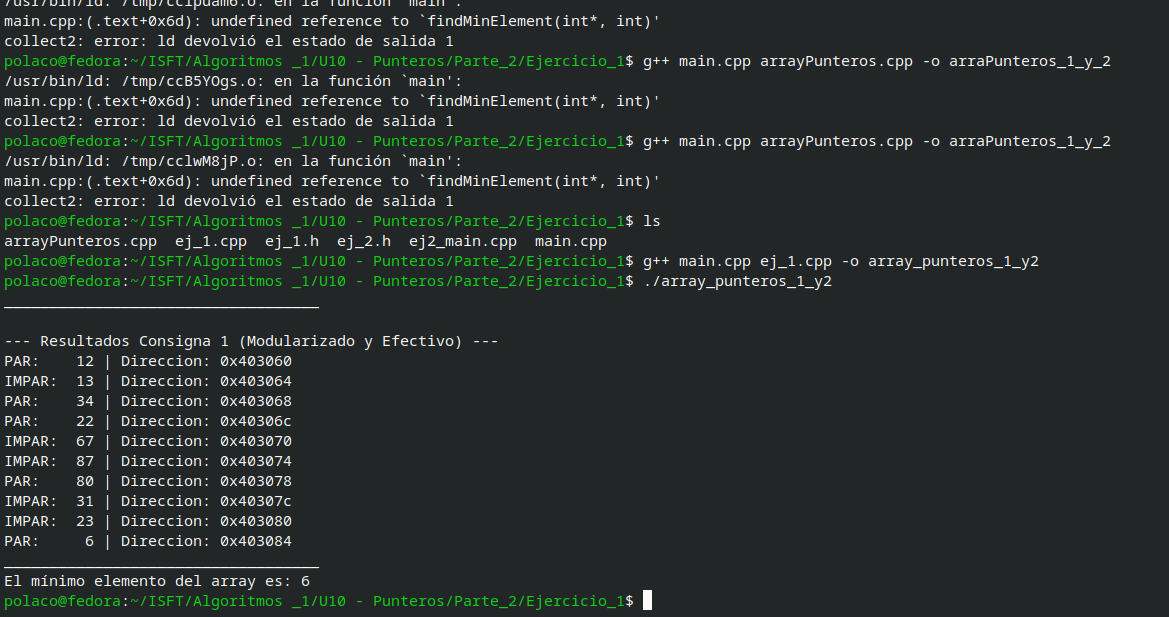 /usr/bin/ld: /tmp/cc1puam6.o: en la función `main':
main.cpp:(.text+0x6d): undefined reference to `findMinElement(int*, int)'
collect2: error: ld devolvió el estado de salida 1
polaco@fedora:~/ISFT/Algoritmos _1/U10 - Punteros/Parte_2/Ejercicio_1$ g++ main.cpp arrayPunteros.cpp -o arraPunteros_1_y_2
/usr/bin/ld: /tmp/ccB5YOgs.o: en la función `main':
main.cpp:(.text+0x6d): undefined reference to `findMinElement(int*, int)'
collect2: error: ld devolvió el estado de salida 1
polaco@fedora:~/ISFT/Algoritmos _1/U10 - Punteros/Parte_2/Ejercicio_1$ g++ main.cpp arrayPunteros.cpp -o arraPunteros_1_y_2
/usr/bin/ld: /tmp/cclwM8jP.o: en la función `main':
main.cpp:(.text+0x6d): undefined reference to `findMinElement(int*, int)'
collect2: error: ld devolvió el estado de salida 1
polaco@fedora:~/ISFT/Algoritmos _1/U10 - Punteros/Parte_2/Ejercicio_1$ ls
arrayPunteros.cpp  ej_1.cpp  ej_1.h  ej_2.h  ej2_main.cpp  main.cpp
polaco@fedora:~/ISFT/Algoritmos _1/U10 - Punteros/Parte_2/Ejercicio_1$ g++ main.cpp ej_1.cpp -o array_punteros_1_y2
polaco@fedora:~/ISFT/Algoritmos _1/U10 - Punteros/Parte_2/Ejercicio_1$ ./array_punteros_1_y2
___________________________________
--- Resultados Consigna 1 (Modularizado y Efectivo) ---
PAR:    12 | Direccion: 0x403060
IMPAR:  13 | Direccion: 0x403064
PAR:    34 | Direccion: 0x403068
PAR:    22 | Direccion: 0x40306c
IMPAR:  67 | Direccion: 0x403070
IMPAR:  87 | Direccion: 0x403074
PAR:    80 | Direccion: 0x403078
IMPAR:  31 | Direccion: 0x40307c
IMPAR:  23 | Direccion: 0x403080
PAR:     6 | Direccion: 0x403084
___________________________________
El mínimo elemento del array es: 6
polaco@fedora:~/ISFT/Algoritmos _1/U10 - Punteros/Parte_2/Ejercicio_1$